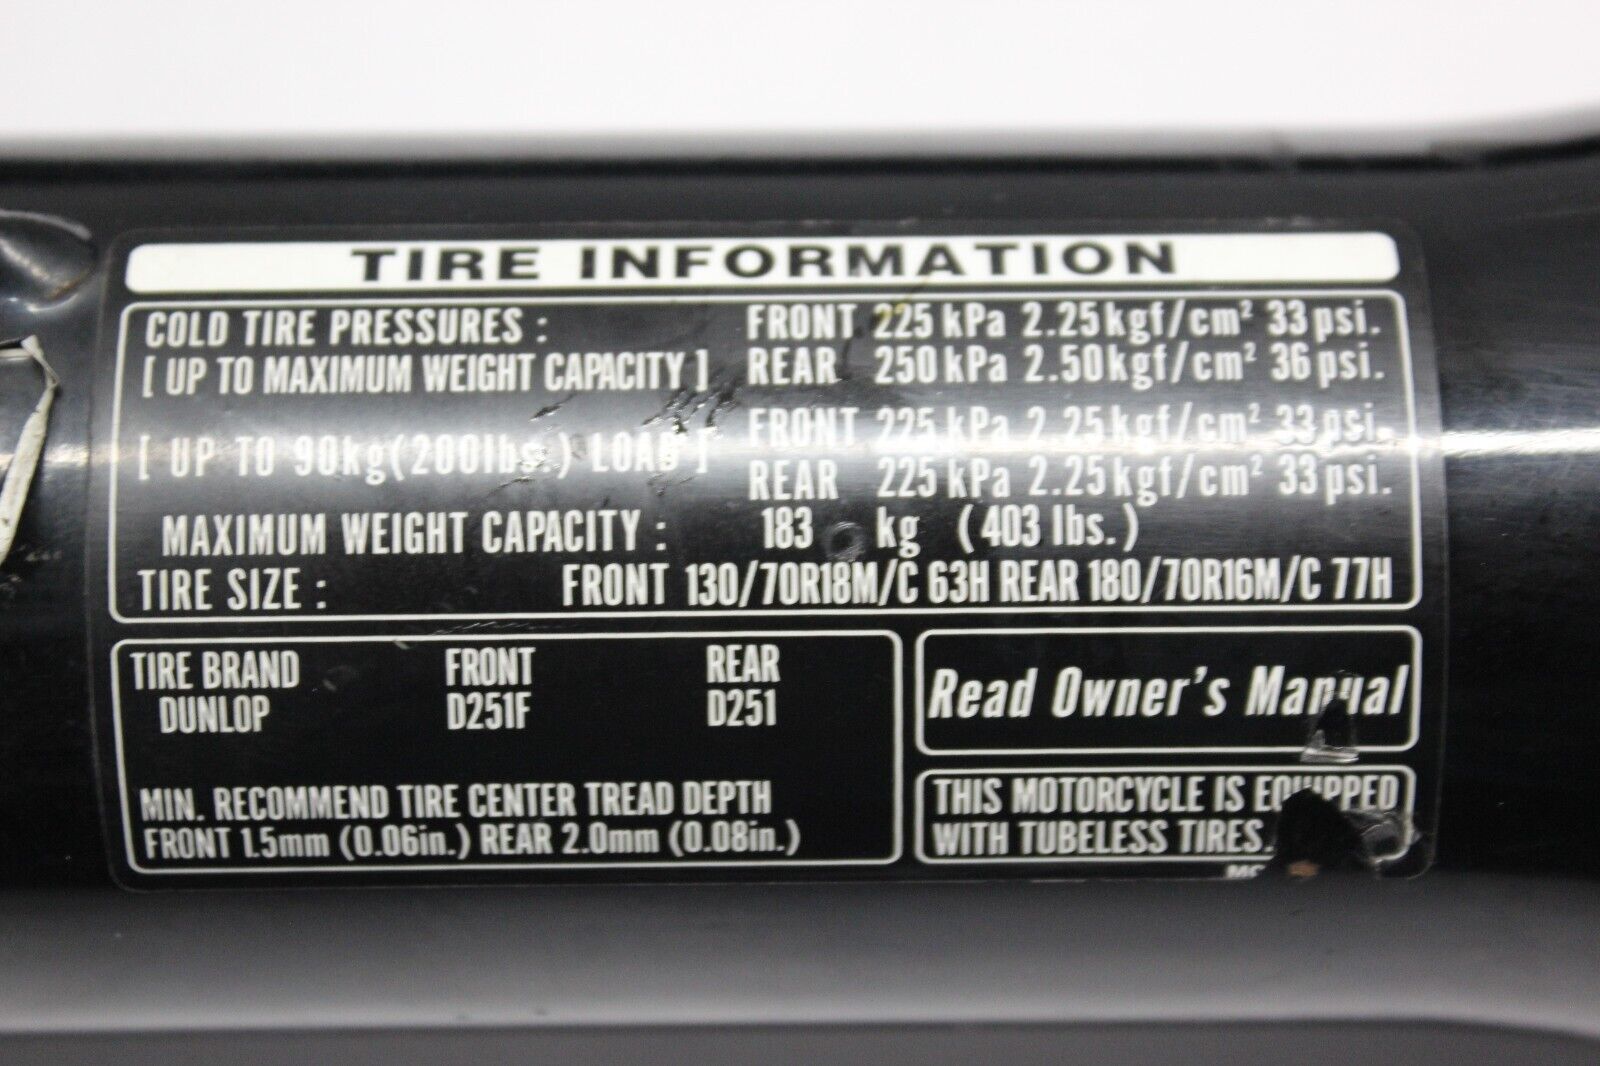 TIRE INFORMATION
COLD TIRE PRESSURES : FRONT 225 kPa 2.25 kgf/cm² 33 psi.
[ UP TO MAXIMUM WEIGHT CAPACITY ] REAR 250 kPa 2.50 kgf/cm² 36 psi.
[ UP TO 90kg (200lbs.) LOAD ] FRONT 225 kPa 2.25 kgf/cm² 33 psi.
REAR 225 kPa 2.25 kgf/cm² 33 psi.
MAXIMUM WEIGHT CAPACITY : 183 kg (403 lbs.)
TIRE SIZE : FRONT 130/70R18M/C 63H REAR 180/70R16M/C 77H
TIRE BRAND FRONT REAR
DUNLOP D251F D251
MIN. RECOMMEND TIRE CENTER TREAD DEPTH
FRONT 1.5mm (0.06in.) REAR 2.0mm (0.08in.)
Read Owner's Manual
THIS MOTORCYCLE IS EQUIPPED
WITH TUBELESS TIRES.